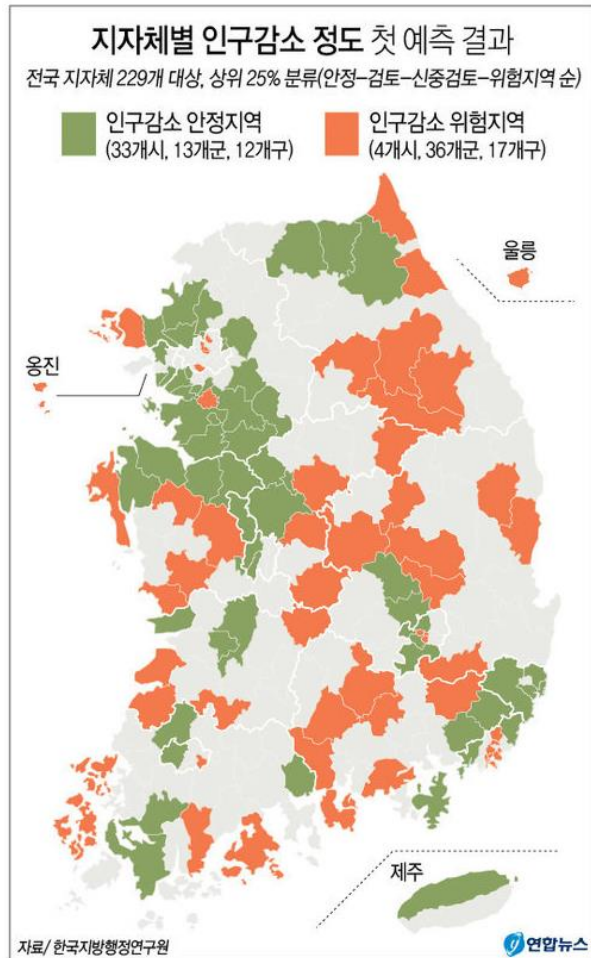 지자체별 인구감소 정도 첫 예측 결과
전국 지자체 229개 대상, 상위 25% 분류(안정–검토–신중검토–위험지역 순)
인구감소 안정지역
(33개시, 13개군, 12개구)
인구감소 위험지역
(4개시, 36개군, 17개구)
울릉
옹진
제주
자료/ 한국지방행정연구원
연합뉴스